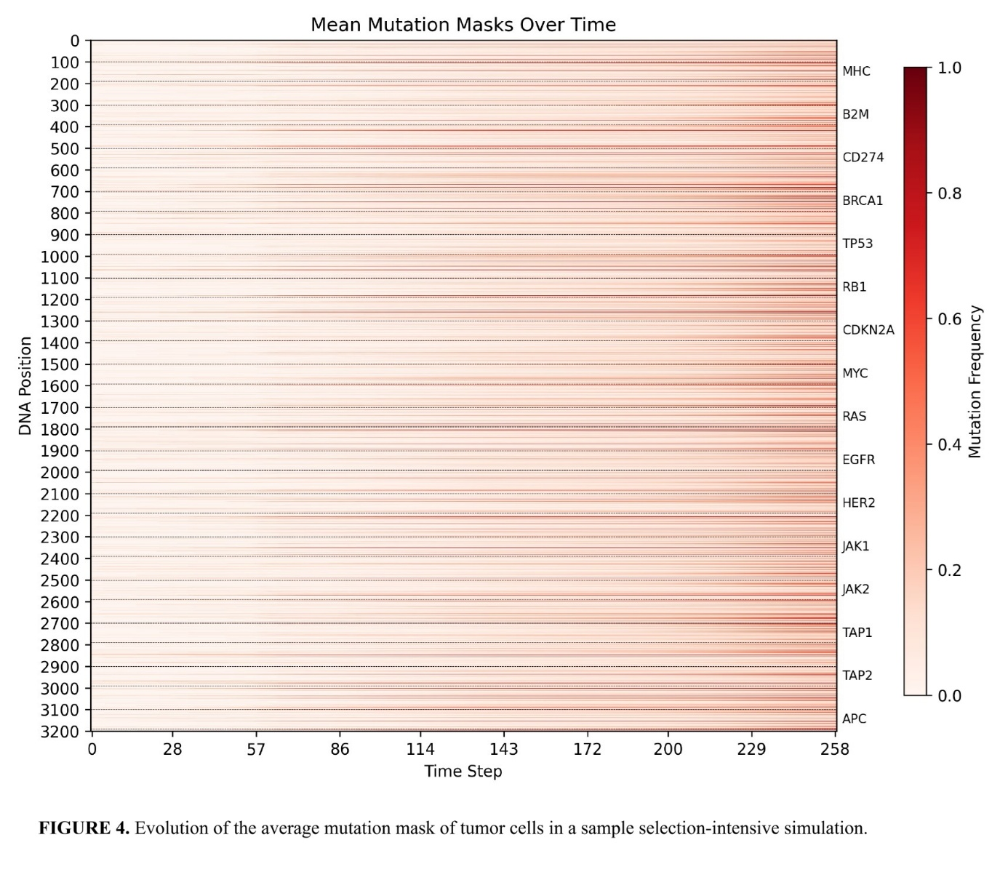 Mean Mutation Masks Over Time
DNA Position
0
100
200
300
400
500
600
700
800
900
1000
1100
1200
1300
1400
1500
1600
1700
1800
1900
2000
2100
2200
2300
2400
2500
2600
2700
2800
2900
3000
3100
3200
0 28 57 86 114 143 172 200 229 258
Time Step
MHC
B2M
CD274
BRCA1
TP53
RB1
CDKN2A
MYC
RAS
EGFR
HER2
JAK1
JAK2
TAP1
TAP2
APC
1.0
0.8
0.6
0.4
0.2
0.0
Mutation Frequency
FIGURE 4. Evolution of the average mutation mask of tumor cells in a sample selection-intensive simulation.